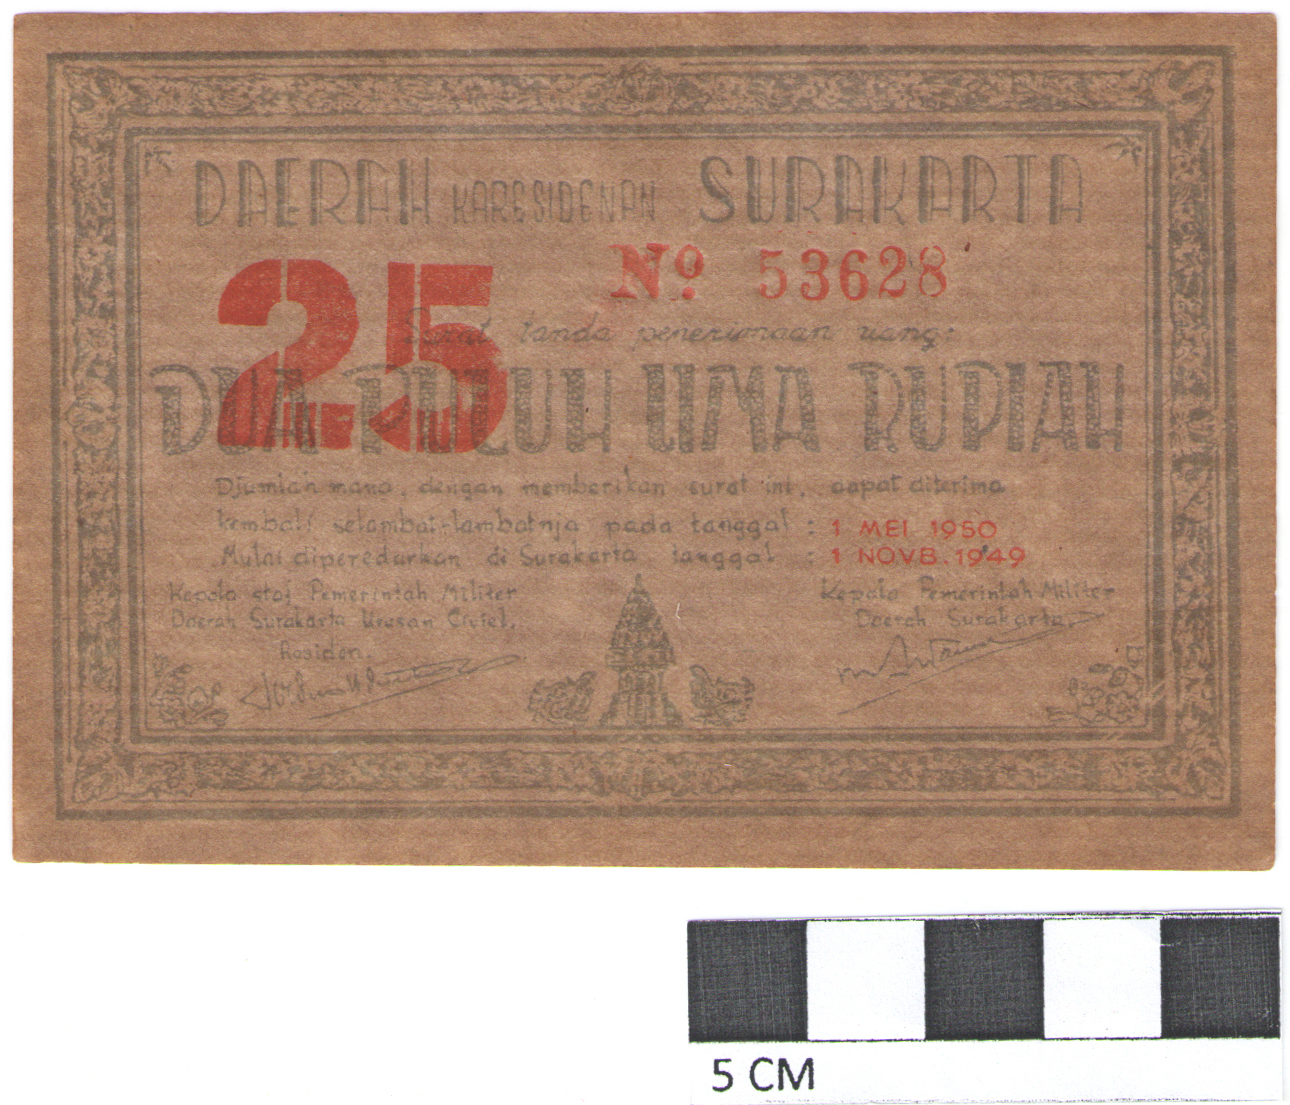 DAERAH KARESIDENAN SURAKARTA
25
No 53628
Surat tanda penerimaan uang:
DUA PULUH LIMA RUPIAH
Djumlah mana, dengan memberikan surat ini, dapat diterima
kembali selambat-lambatnja pada tanggal : 1 MEI 1950
Mulai diperedarkan di Surakarta tanggal : 1 NOVB. 1949
Kepala staf Pemerintah Militer
Daerah Surakarta Urusan Civiel.
Residen.
Kepala Pemerintah Militer
Daerah Surakarta.
5 CM